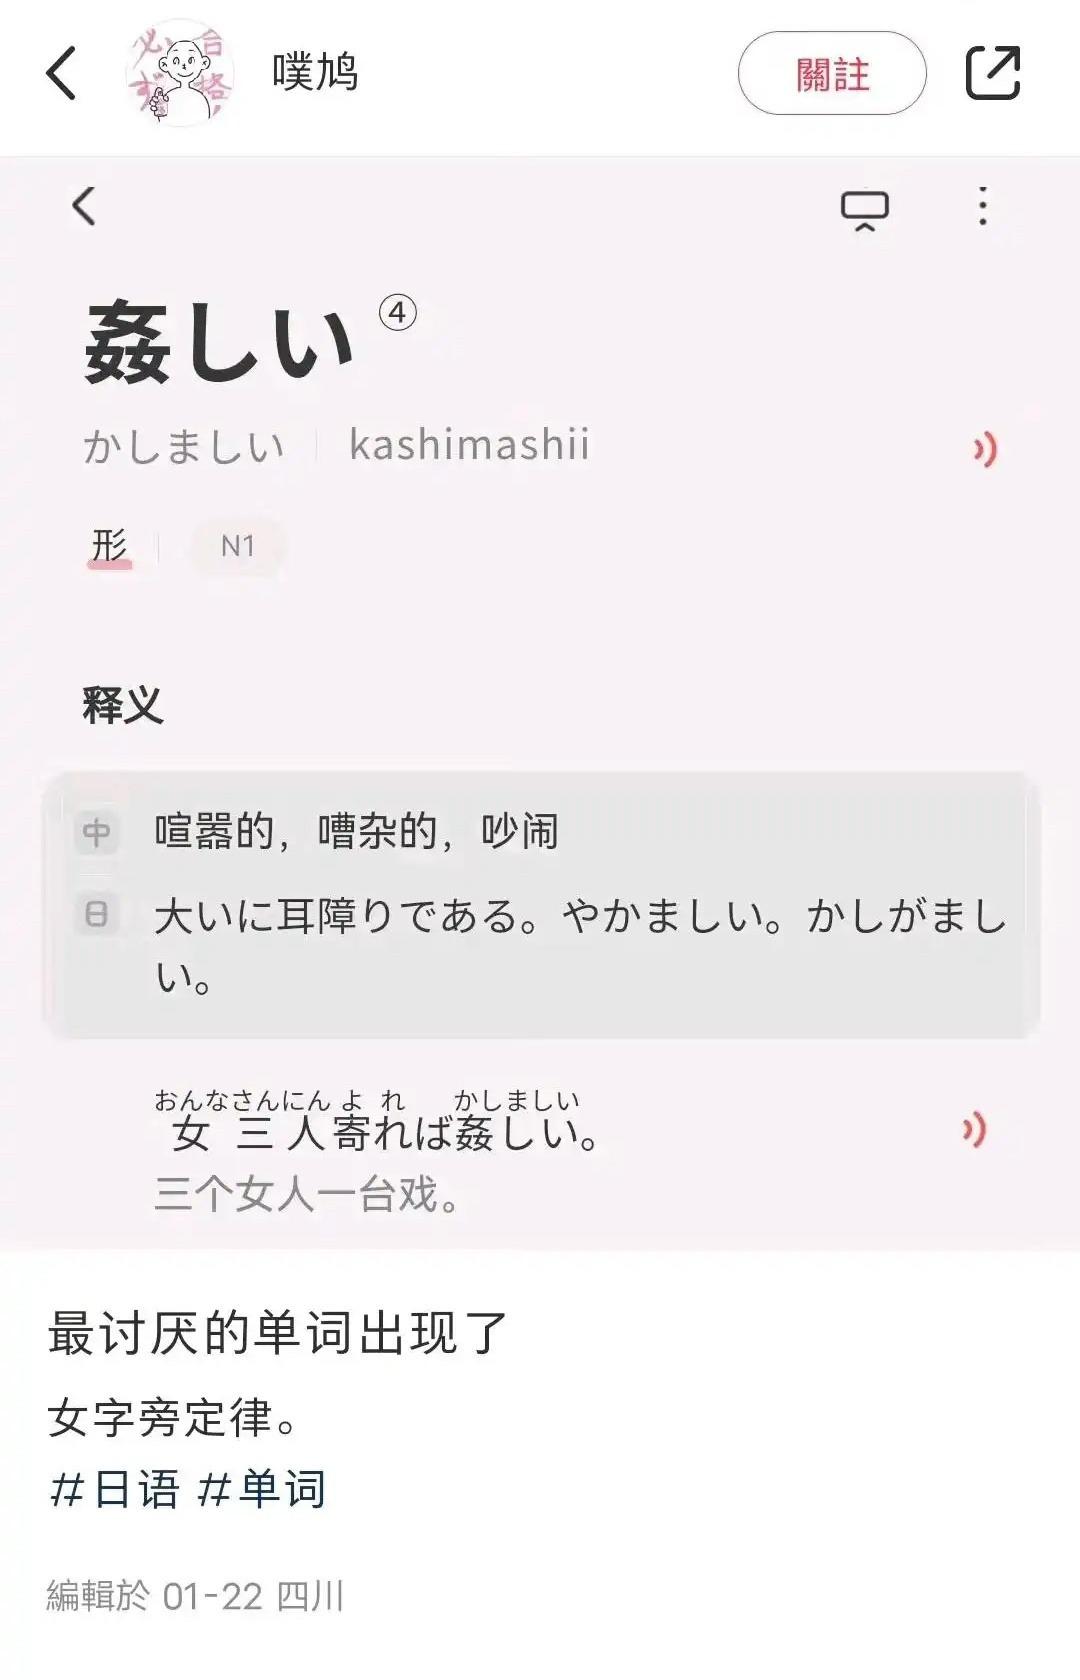 必合
ず格!
噗鸠
關註
姦しい④
かしましい kashimashii
形 N1
释义
中 喧嚣的，嘈杂的，吵闹
日 大いに耳障りである。やかましい。かしがまし
い。
おんなさんにん よ れ かしましい
女三人寄れば姦しい。
三个女人一台戏。
最讨厌的单词出现了
女字旁定律。
#日语 #单词
編輯於 01-22 四川